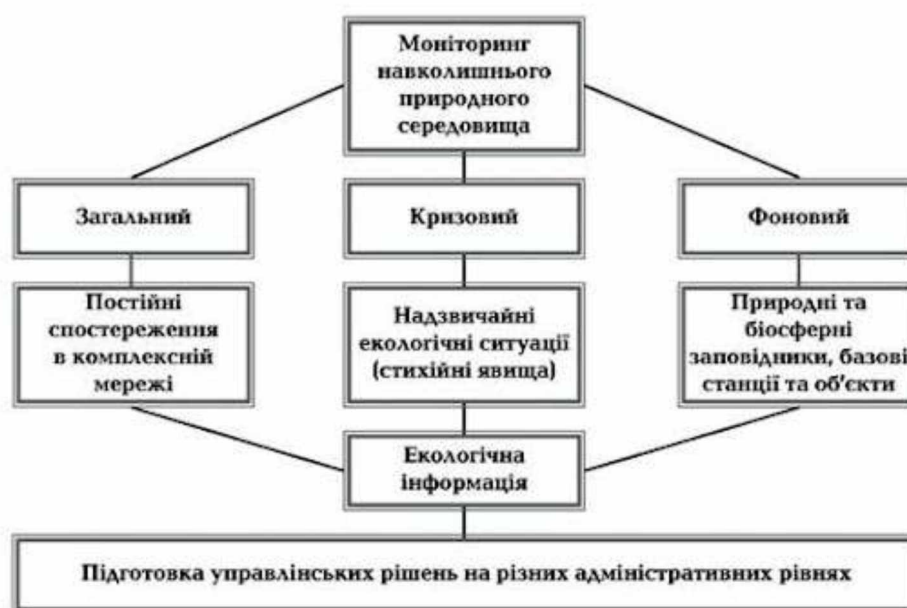 Моніторинг
навколишнього
природного
середовища
Загальний
Кризовий
Фоновий
Постійні
спостереження
в комплексній
мережі
Надзвичайні
екологічні ситуації
(стихійні явища)
Природні та
біосферні
заповідники, базові
станції та об'єкти
Екологічна
інформація
Підготовка управлінських рішень на різних адміністративних рівнях